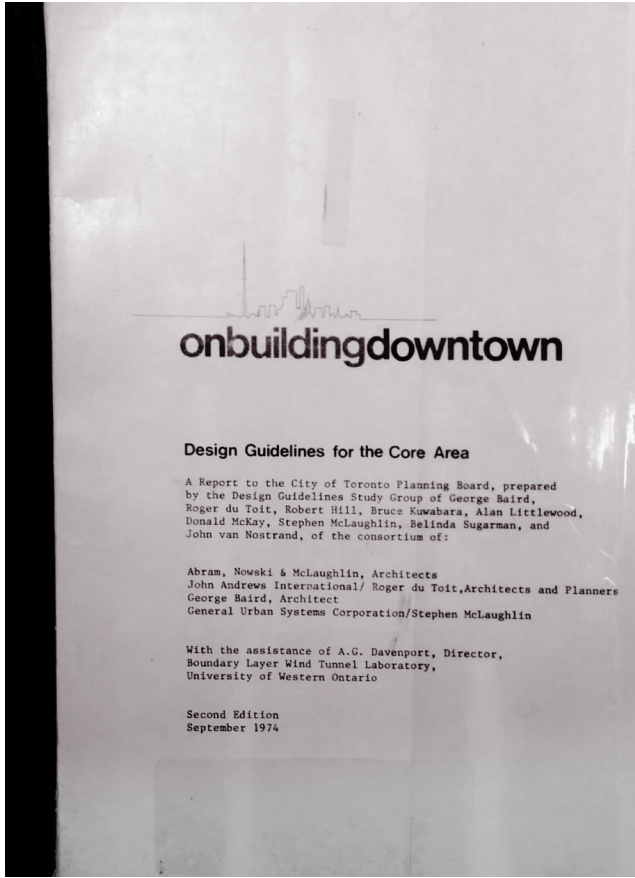 onbuildingdowntown
Design Guidelines for the Core Area
A Report to the City of Toronto Planning Board, prepared
by the Design Guidelines Study Group of George Baird,
Roger du Toit, Robert Hill, Bruce Kuwabara, Alan Littlewood,
Donald McKay, Stephen McLaughlin, Belinda Sugarman, and
John van Nostrand, of the consortium of:
Abram, Nowski & McLaughlin, Architects
John Andrews International/ Roger du Toit,Architects and Planners
George Baird, Architect
General Urban Systems Corporation/Stephen McLaughlin
With the assistance of A.G. Davenport, Director,
Boundary Layer Wind Tunnel Laboratory,
University of Western Ontario
Second Edition
September 1974